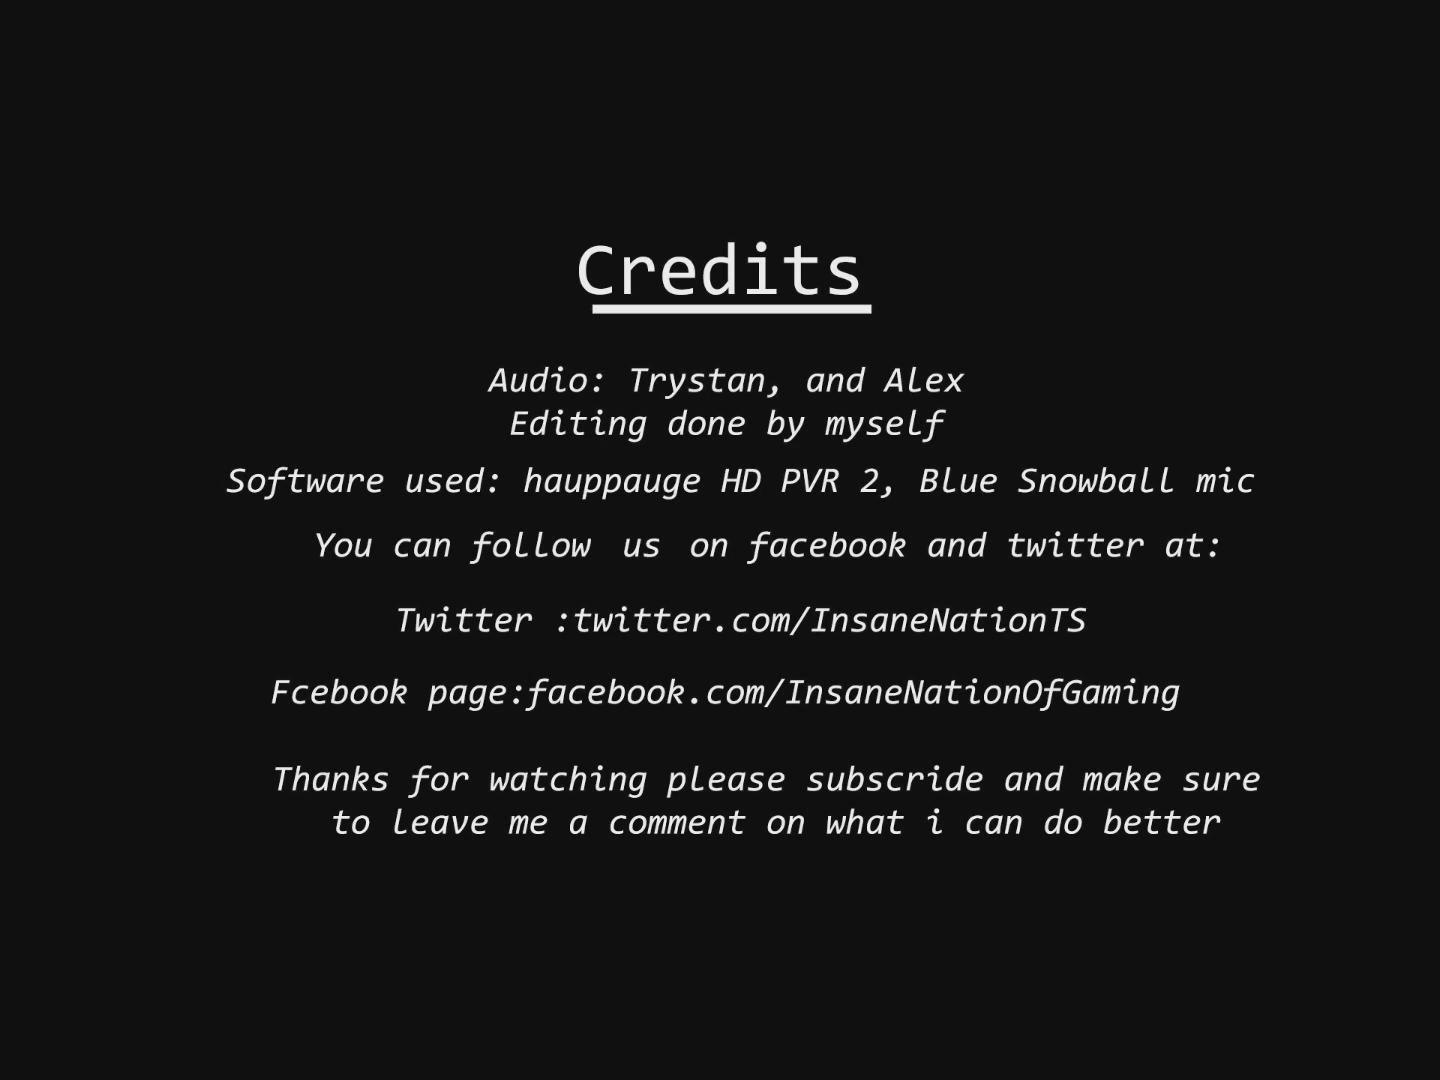 Credits
Audio: Trystan, and Alex
Editing done by myself
Software used: hauppauge HD PVR 2, Blue Snowball mic
You can follow us on facebook and twitter at:
Twitter :twitter.com/InsaneNationTS
Fcebook page:facebook.com/InsaneNationOfGaming
Thanks for watching please subscride and make sure
to leave me a comment on what i can do better